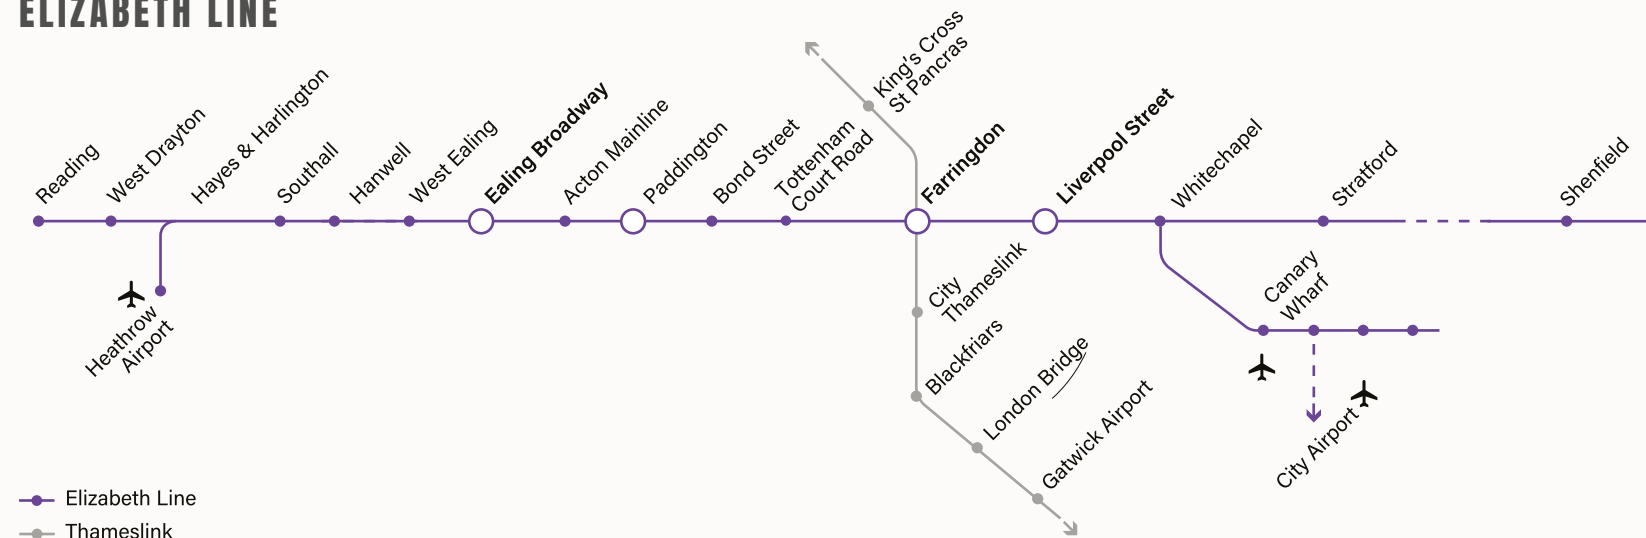 ELIZABETH LINE
Reading
West Drayton
Hayes & Harlington
Southall
Hanwell
West Ealing
Ealing Broadway
Acton Mainline
Paddington
Bond Street
Tottenham
Court Road
King's Cross
St Pancras
Farringdon
Liverpool Street
Whitechapel
Stratford
Shenfield
Heathrow
Airport
City
Thameslink
Blackfriars
London Bridge
Gatwick Airport
Canary
Wharf
City Airport
Elizabeth Line
Thameslink